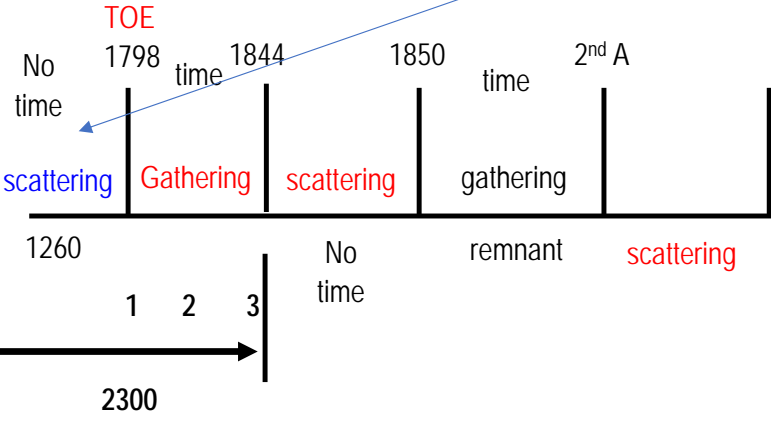 TOE
No
time
1798
time
1844
1850
time
2nd A
scattering
Gathering
scattering
gathering
1260
No
time
remnant
scattering
1 2 3
2300